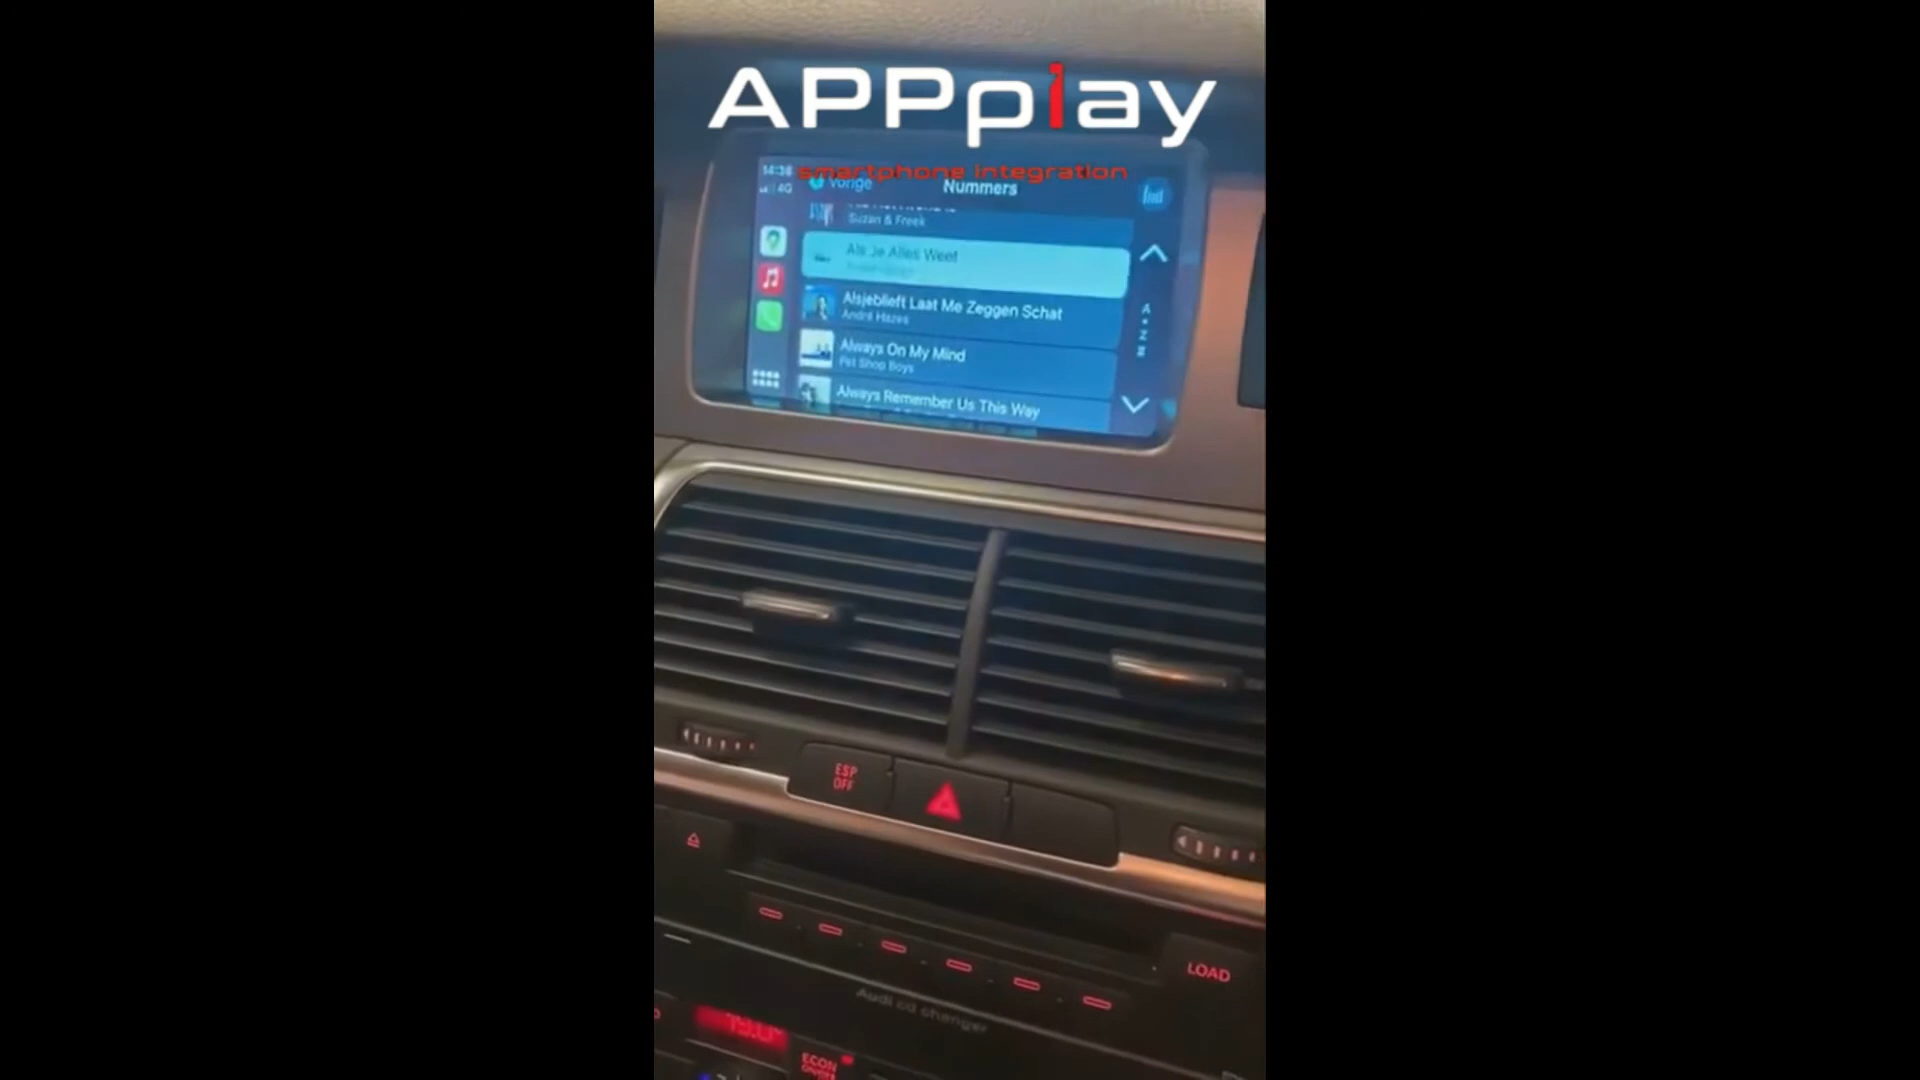 APPplay
smartphone integration
14:38
4G
Vorige
Nummers
Suzan & Freek
Als Je Alles Weet
Alsjeblieft Laat Me Zeggen Schat
André Hazes
Always On My Mind
Pet Shop Boys
Always Remember Us This Way
A
Z
ESP
OFF
LOAD
Audi cd changer
ECON